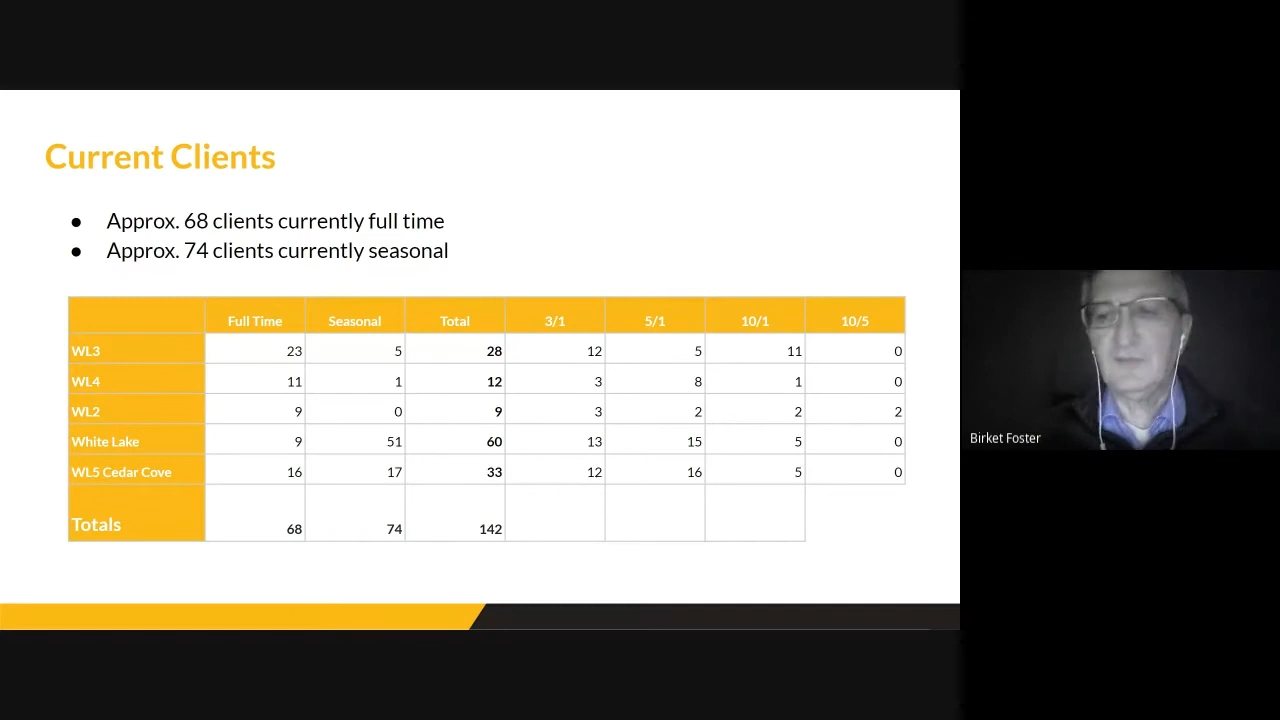 Current Clients
● Approx. 68 clients currently full time
● Approx. 74 clients currently seasonal
Full Time Seasonal Total 3/1 5/1 10/1 10/5
WL3 23 5 28 12 5 11 0
WL4 11 1 12 3 8 1 0
WL2 9 0 9 3 2 2 2
White Lake 9 51 60 13 15 5 0
WL5 Cedar Cove 16 17 33 12 16 5 0
Totals 68 74 142
Birket Foster